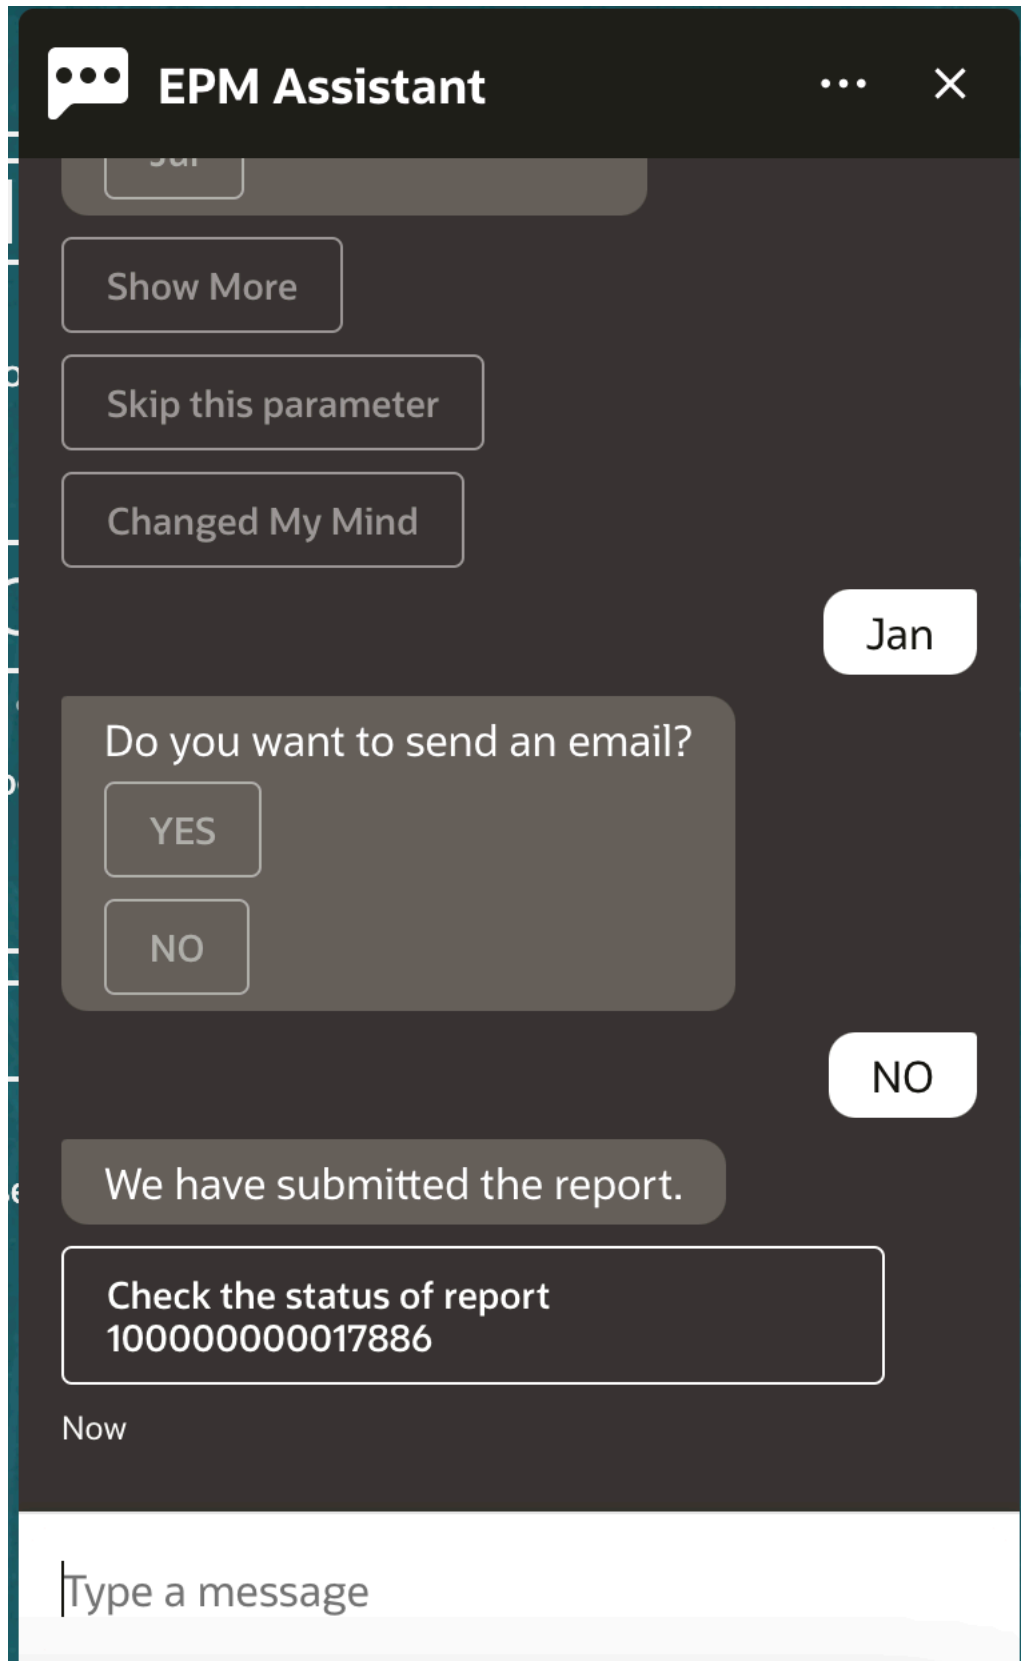 EPM Assistant
Show More
Skip this parameter
Changed My Mind
Jan
Do you want to send an email?
YES
NO
NO
We have submitted the report.
Check the status of report
100000000017886
Now
Type a message